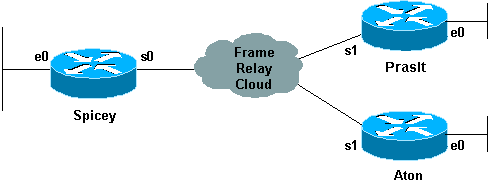 e0
s0
Spicey
Frame
Relay
Cloud
s1
e0
PrasIt
s1
e0
Aton